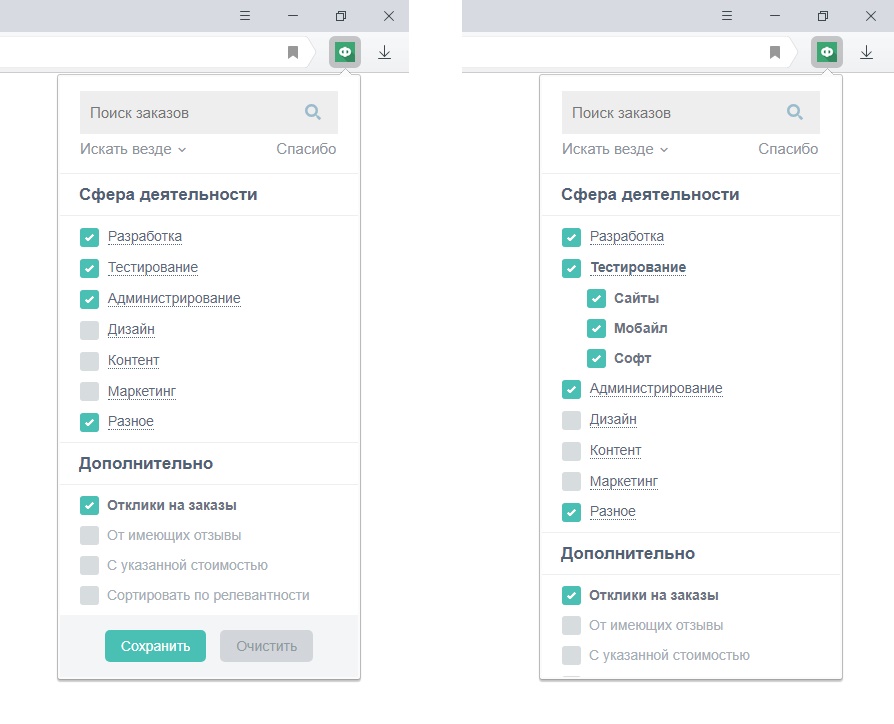 Поиск заказов
Искать везде Спасибо
Сфера деятельности
Разработка
Тестирование
Администрирование
Дизайн
Контент
Маркетинг
Разное
Дополнительно
Отклики на заказы
От имеющих отзывы
С указанной стоимостью
Сортировать по релевантности
Сохранить Очистить
Поиск заказов
Искать везде Спасибо
Сфера деятельности
Разработка
Тестирование
Сайты
Мобайл
Софт
Администрирование
Дизайн
Контент
Маркетинг
Разное
Дополнительно
Отклики на заказы
От имеющих отзывы
С указанной стоимостью